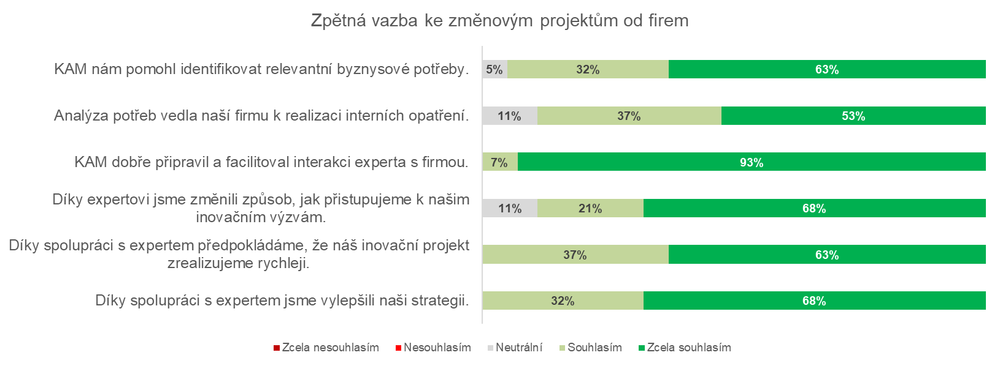 Zpětná vazba ke změnovým projektům od firem
KAM nám pomohl identifikovat relevantní byznysové potřeby.
5% 32% 63%
Analýza potřeb vedla naší firmu k realizaci interních opatření.
11% 37% 53%
KAM dobře připravil a facilitoval interakci experta s firmou.
7% 93%
Díky expertovi jsme změnili způsob, jak přistupujeme k našim
inovačním výzvám.
11% 21% 68%
Díky spolupráci s expertem předpokládáme, že náš inovační projekt
zrealizujeme rychleji.
37% 63%
Díky spolupráci s expertem jsme vylepšili naši strategii.
32% 68%
Zcela nesouhlasím Nesouhlasím Neutrální Souhlasím Zcela souhlasím